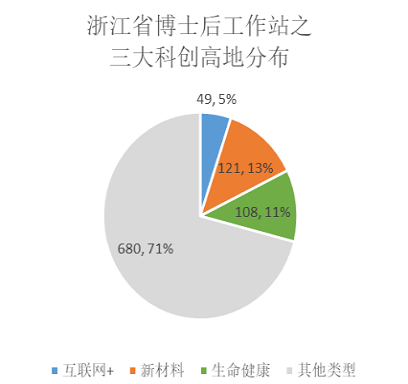 浙江省博士后工作站之
三大科创高地分布
49, 5%
121, 13%
108, 11%
680, 71%
互联网+ 新材料 生命健康 其他类型